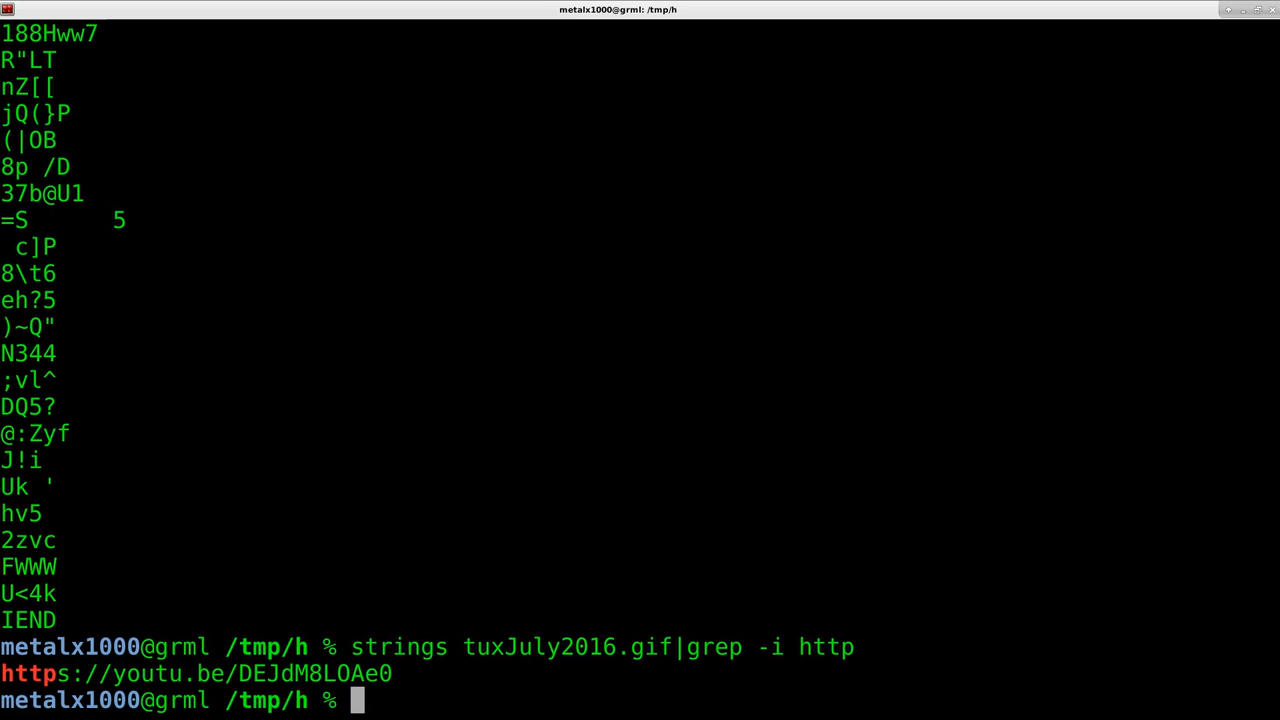 metalx1000@grml: /tmp/h
188Hww7
R"LT
nZ[[
jQ(}P
(|OB
8p /D
37b@U1
=S      5
 c]P
8\t6
eh?5
)~Q"
N344
;vl^
DQ5?
@:Zyf
J!i
Uk '
hv5
2zvc
FWWW
U<4k
IEND
metalx1000@grml /tmp/h % strings tuxJuly2016.gif|grep -i http
https://youtu.be/DEJdM8LOAe0
metalx1000@grml /tmp/h %